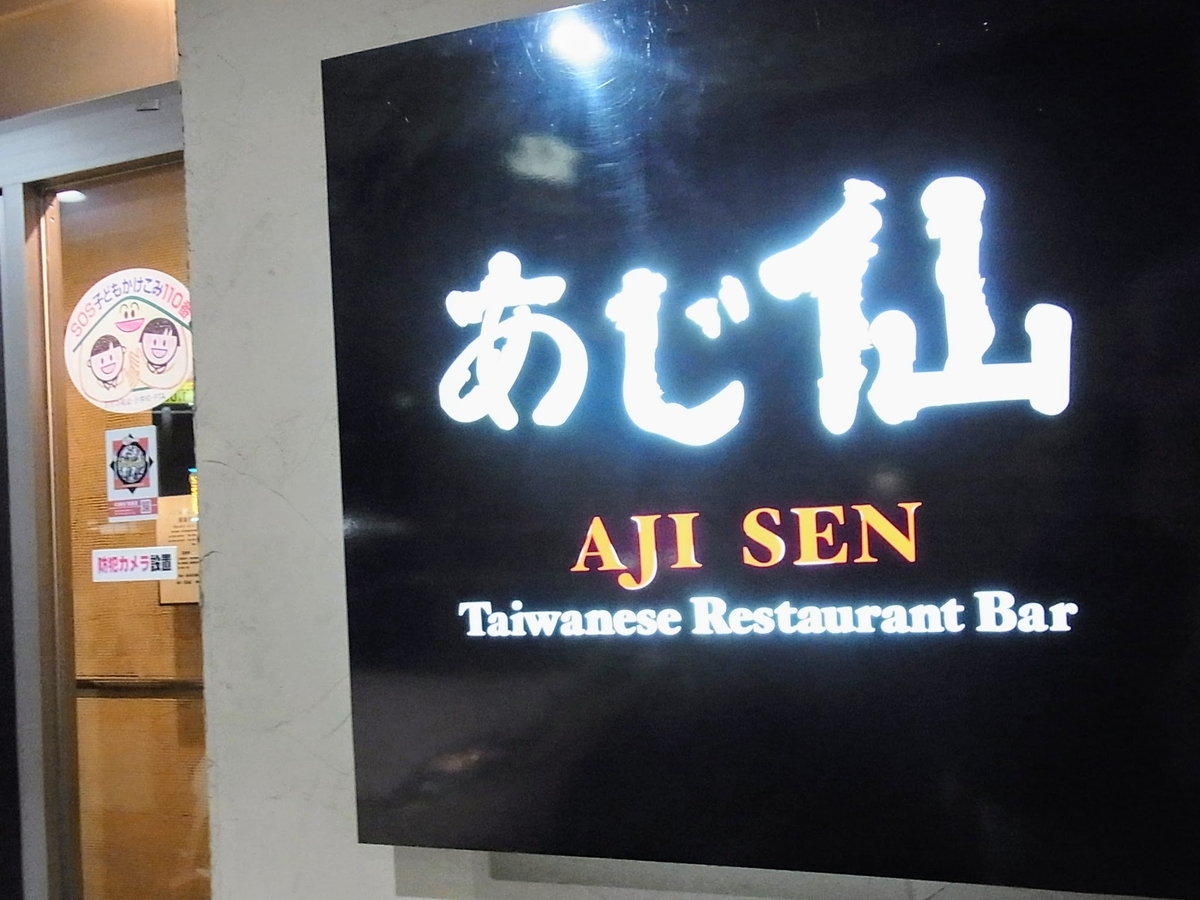 SOS子どもかけこみ110番
防犯カメラ設置
あじ仙
AJI SEN
Taiwanese Restaurant Bar